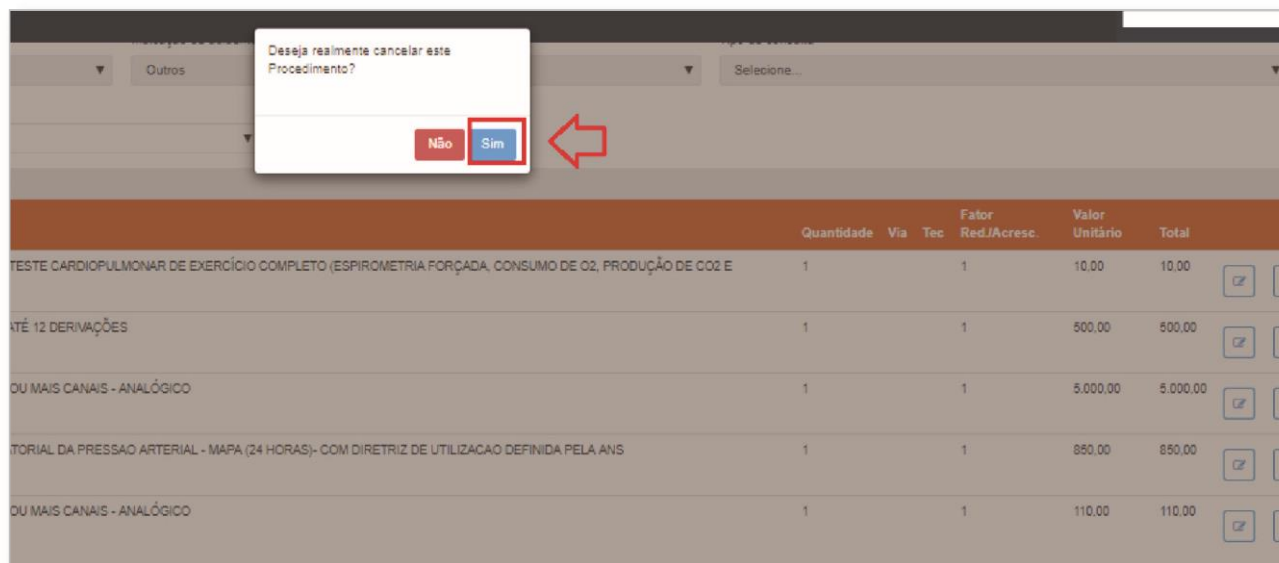 Deseja realmente cancelar este
Procedimento?
Outros
Selecione...
Não Sim
Quantidade Via Tec Fator Red./Acresc. Valor Unitário Total
TESTE CARDIOPULMONAR DE EXERCÍCIO COMPLETO (ESPIROMETRIA FORÇADA, CONSUMO DE O2, PRODUÇÃO DE CO2 E 1 1 10,00 10,00
ATÉ 12 DERIVAÇÕES 1 1 500,00 500,00
OU MAIS CANAIS - ANALÓGICO 1 1 5.000,00 5.000,00
TORIAL DA PRESSAO ARTERIAL - MAPA (24 HORAS)- COM DIRETRIZ DE UTILIZACAO DEFINIDA PELA ANS 1 1 850,00 850,00
OU MAIS CANAIS - ANALÓGICO 1 1 110,00 110,00